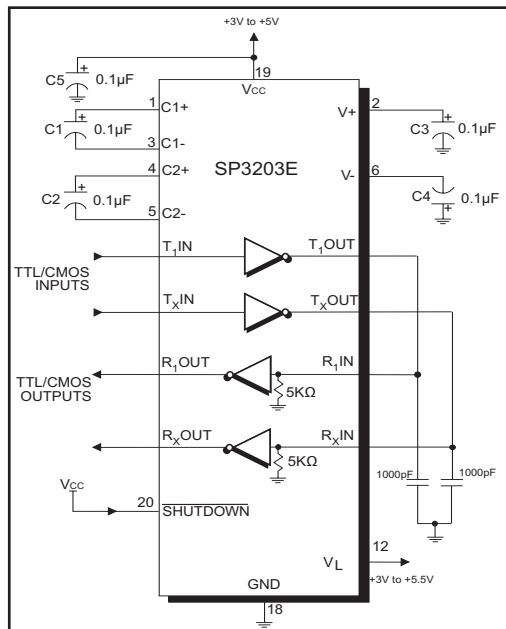 +3V to +5V
19
VCC
C5
+
0.1µF
1
C1+
V+
2
C1
+
0.1µF
3
C1-
C3
+
0.1µF
4
C2+
SP3203E
V-
6
C2
+
0.1µF
5
C2-
C4
+
0.1µF
TTL/CMOS
INPUTS
T1IN
T1OUT
TXIN
TXOUT
TTL/CMOS
OUTPUTS
R1OUT
R1IN
5KΩ
RXOUT
RXIN
5KΩ
1000pF
1000pF
VCC
20
SHUTDOWN
VL
12
+3V to +5.5V
GND
18